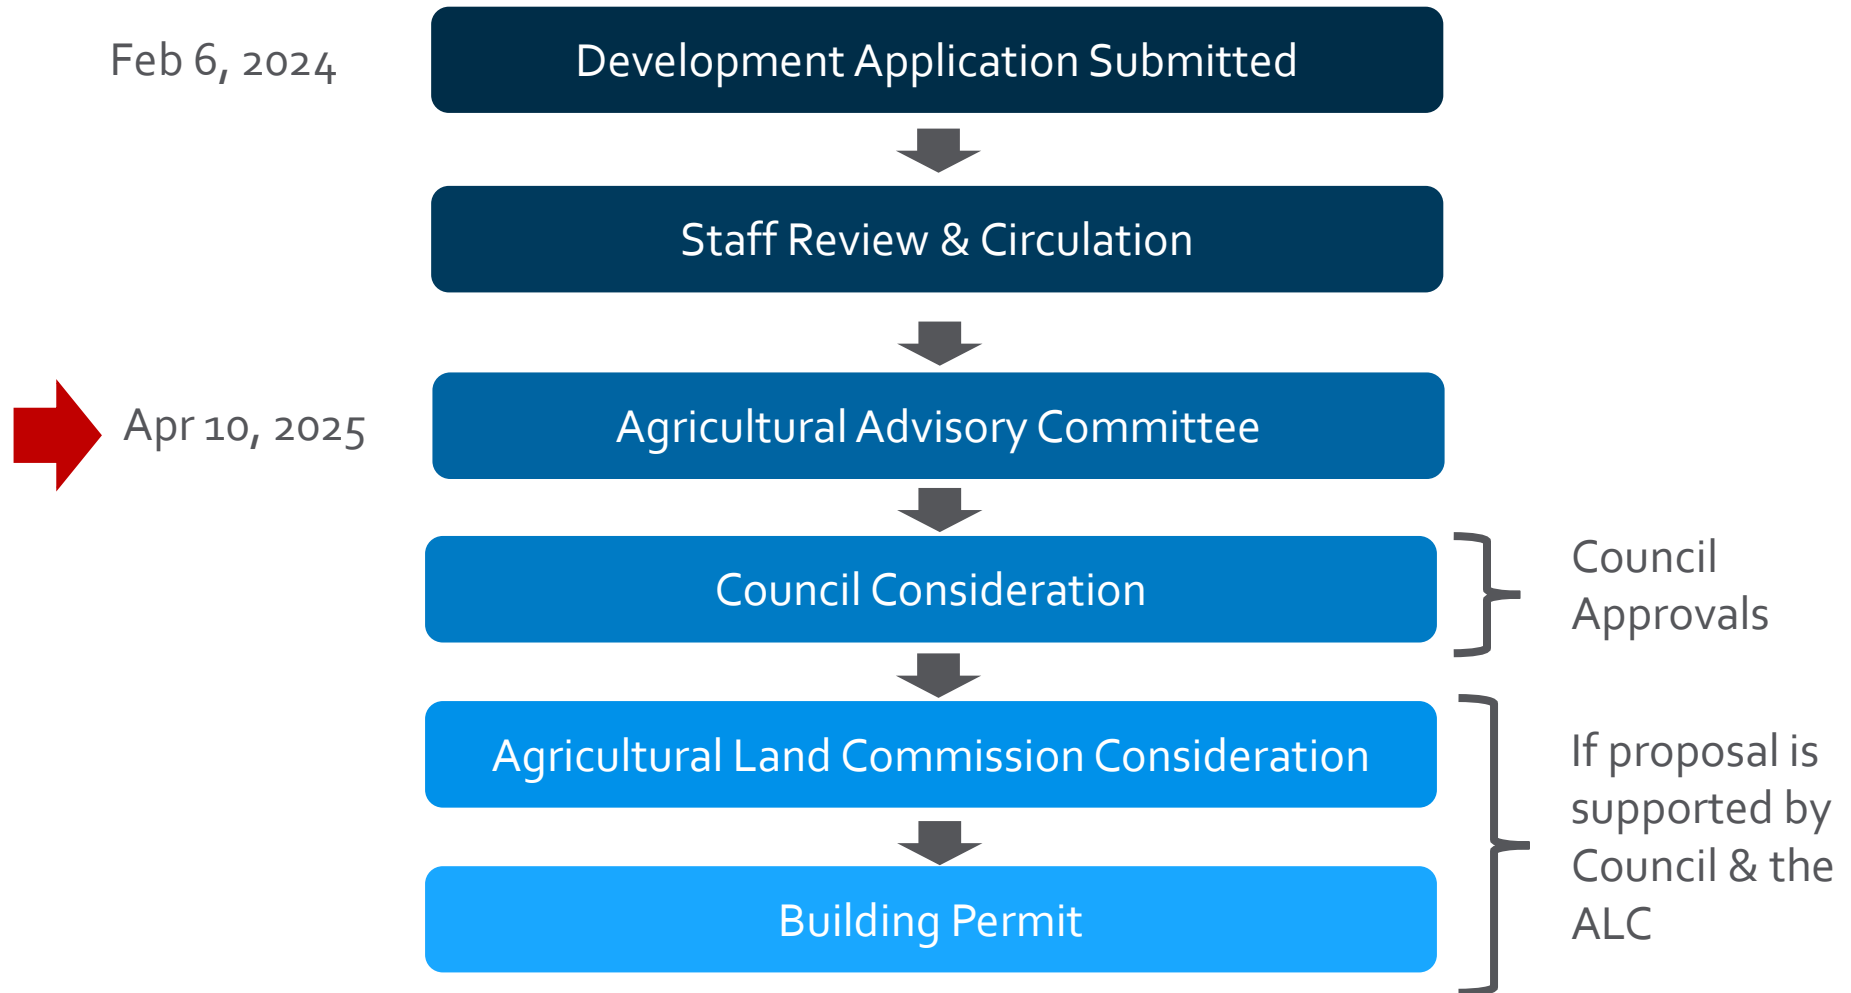 Feb 6, 2024
Development Application Submitted
Staff Review & Circulation
Apr 10, 2025
Agricultural Advisory Committee
Council Consideration
Council
Approvals
Agricultural Land Commission Consideration
If proposal is
supported by
Council & the
ALC
Building Permit